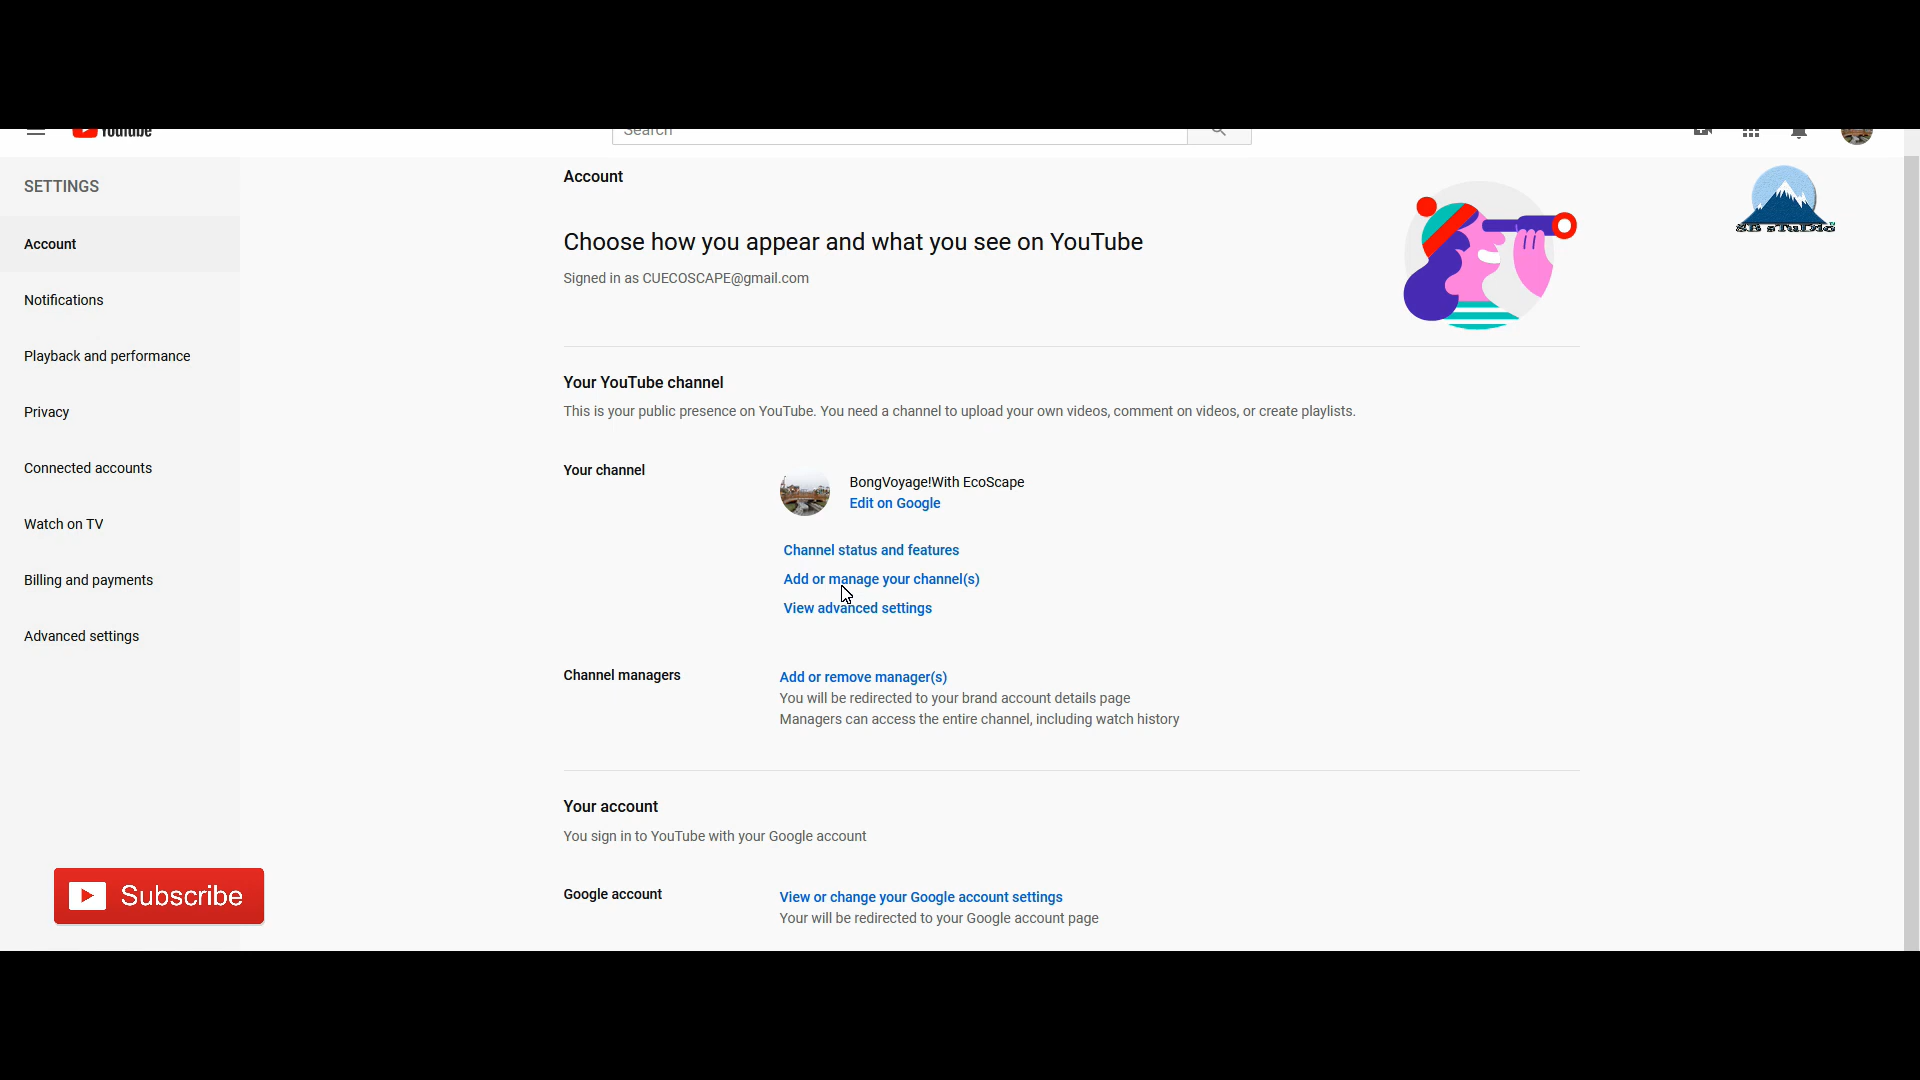 YouTube
Search
SETTINGS
Account
Notifications
Playback and performance
Privacy
Connected accounts
Watch on TV
Billing and payments
Advanced settings
Account
Choose how you appear and what you see on YouTube
Signed in as CUECOSCAPE@gmail.com
Your YouTube channel
This is your public presence on YouTube. You need a channel to upload your own videos, comment on videos, or create playlists.
Your channel
BongVoyage!With EcoScape
Edit on Google
Channel status and features
Add or manage your channel(s)
View advanced settings
Channel managers
Add or remove manager(s)
You will be redirected to your brand account details page
Managers can access the entire channel, including watch history
Your account
You sign in to YouTube with your Google account
Google account
View or change your Google account settings
Your will be redirected to your Google account page
Subscribe